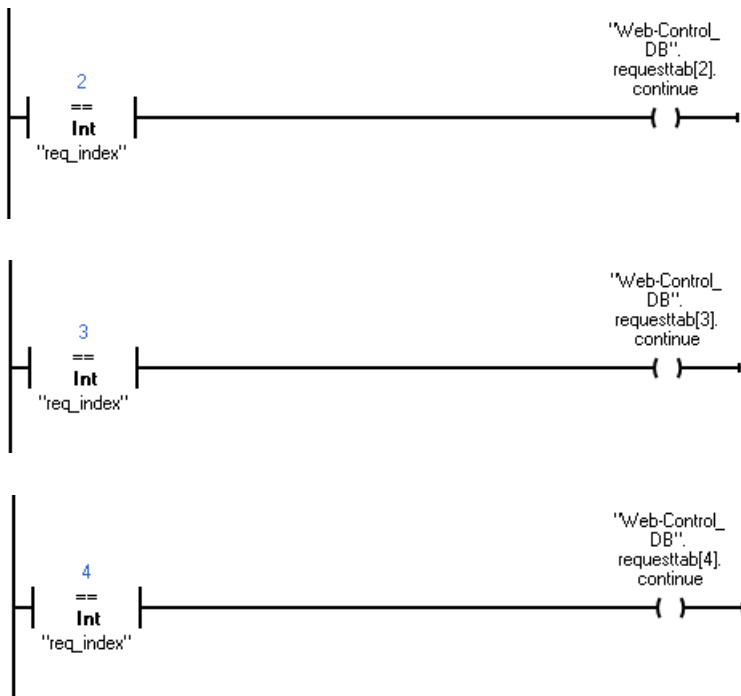 "Web-Control_
DB".
requesttab[2].
continue
2
==
Int
"req_index"
"Web-Control_
DB".
requesttab[3].
continue
3
==
Int
"req_index"
"Web-Control_
DB".
requesttab[4].
continue
4
==
Int
"req_index"